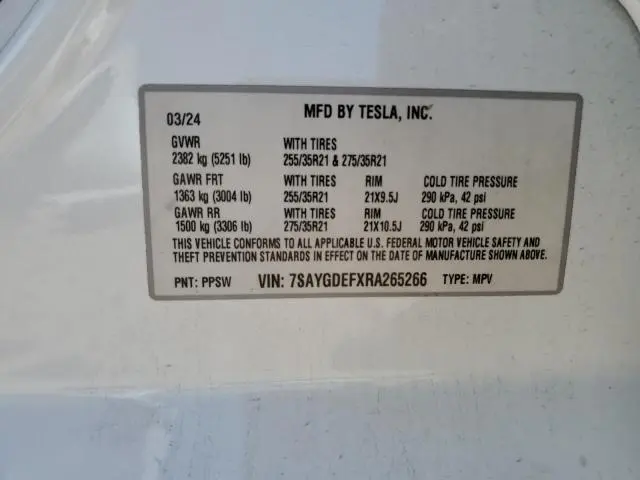 03/24 MFD BY TESLA, INC.
GVWR WITH TIRES
2382 kg (5251 lb) 255/35R21 & 275/35R21
GAWR FRT WITH TIRES RIM COLD TIRE PRESSURE
1363 kg (3004 lb) 255/35R21 21X9.5J 290 kPa, 42 psi
GAWR RR WITH TIRES RIM COLD TIRE PRESSURE
1500 kg (3306 lb) 275/35R21 21X10.5J 290 kPa, 42 psi
THIS VEHICLE CONFORMS TO ALL APPLICABLE U.S. FEDERAL MOTOR VEHICLE SAFETY AND
THEFT PREVENTION STANDARDS IN EFFECT ON THE DATE OF MANUFACTURE SHOWN ABOVE.
PNT: PPSW VIN: 7SAYGDEFXRA265266 TYPE: MPV